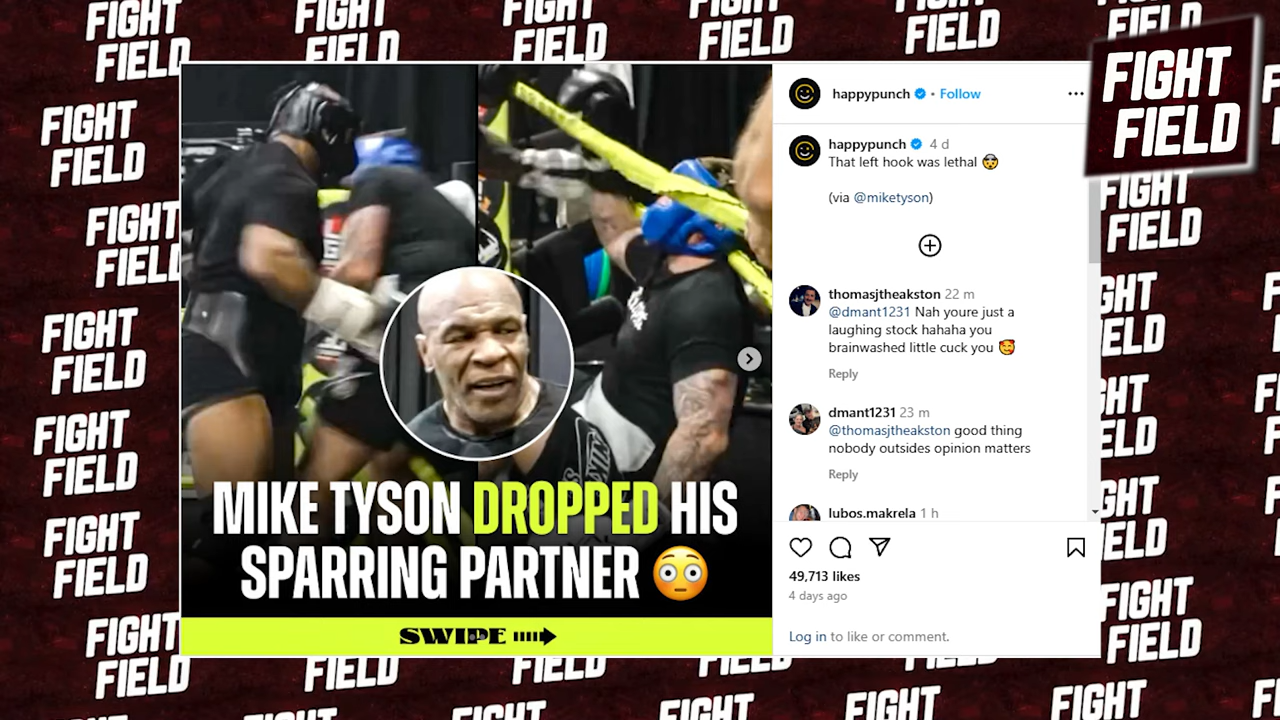 FIGHT
FIELD
happypunch • Follow
happypunch 4 d
That left hook was lethal
(via @miketyson)
thomasjtheakston 22 m
@dmant1231 Nah youre just a
laughing stock hahaha you
brainwashed little cuck you
Reply
dmant1231 23 m
@thomasjtheakston good thing
nobody outsides opinion matters
Reply
lubos.makrela 1 h
49,713 likes
4 days ago
Log in to like or comment.
MIKE TYSON DROPPED HIS
SPARRING PARTNER
SWIPE